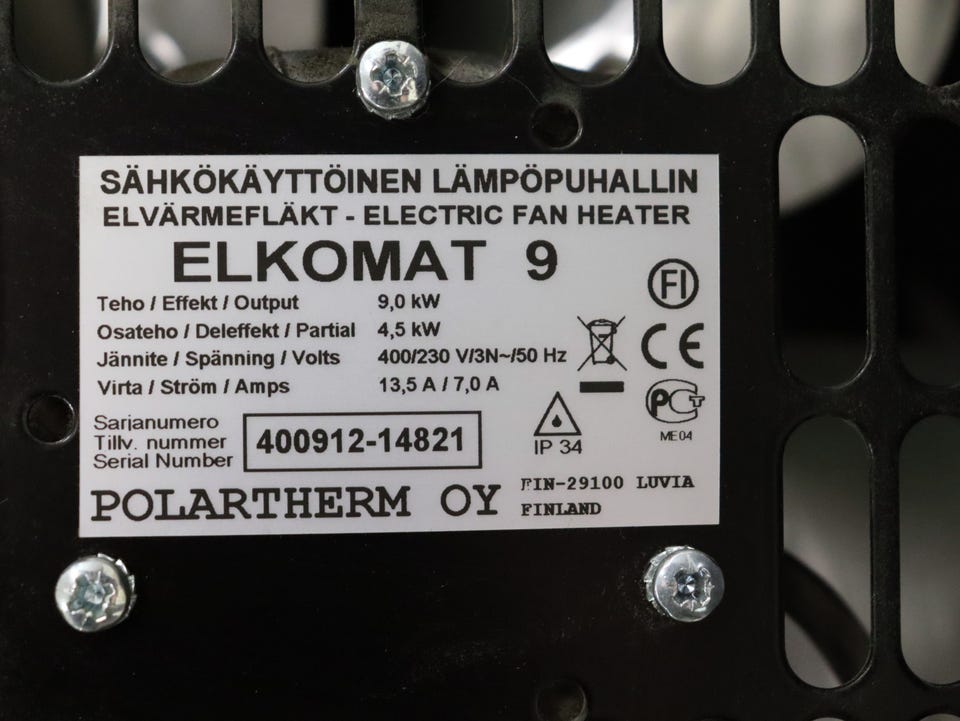 SÄHKÖKÄYTTÖINEN LÄMPÖPUHALLIN
ELVÄRMEFLÄKT - ELECTRIC FAN HEATER
ELKOMAT 9
Teho / Effekt / Output 9,0 kW
Osateho / Deleffekt / Partial 4,5 kW
Jännite / Spänning / Volts 400/230 V/3N~/50 Hz
Virta / Ström / Amps 13,5 A / 7,0 A
FI
CE
PCT
ME04
IP 34
Sarjanumero
Tillv. nummer
Serial Number
400912-14821
POLARTHERM OY
FIN-29100 LUVIA
FINLAND